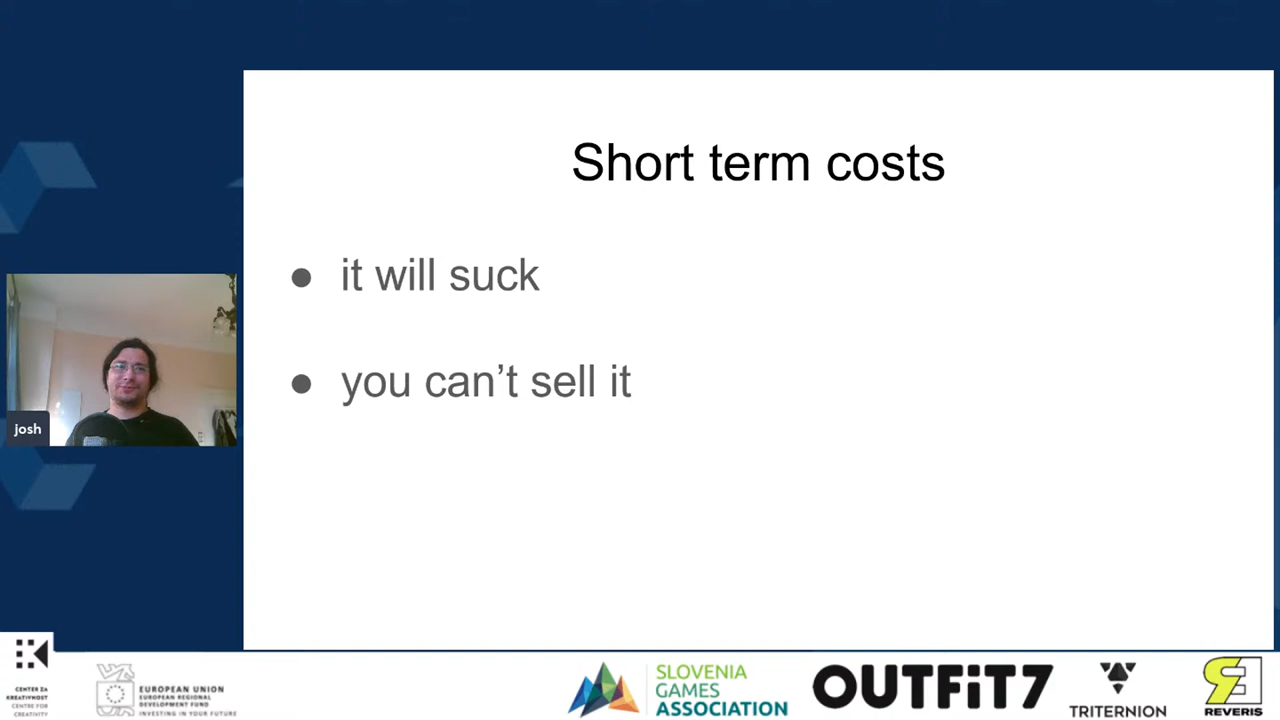 Short term costs
● it will suck
● you can't sell it
josh
CENTER ZA
KREATIVNOST
CENTRE FOR
CREATIVITY
EUROPEAN UNION
EUROPEAN REGIONAL
DEVELOPMENT FUND
INVESTING IN YOUR FUTURE
SLOVENIA
GAMES
ASSOCIATION
OUTFiT7
TRITERNION
REVERIS